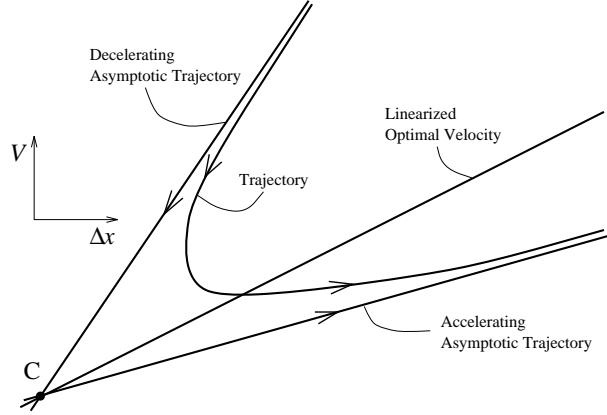 Decelerating
Asymptotic Trajectory
Linearized
Optimal Velocity
V
Trajectory
Δx
Accelerating
Asymptotic Trajectory
C